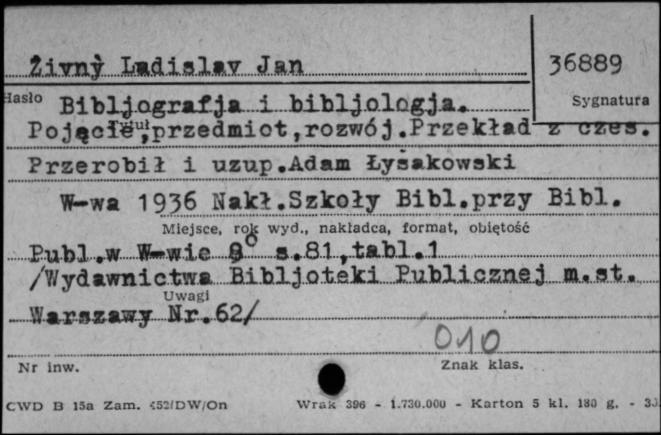 Živný Ladislav Jan
36889
Hasło
Bibljografja i bibljologja.
Sygnatura
Pojęcie,przedmiot,rozwój.Przekład z czes.
Przerobił i uzup.Adam Łysakowski
W-wa 1936 Nakł.Szkoły Bibl.przy Bibl.
Miejsce, rok wyd., nakładca, format, objętość
Publ.w W-wie 8° s.81,tabl.1
/Wydawnictwa Bibljoteki Publicznej m.st.
Uwagi
Warszawy Nr.62/
010
Nr inw.
Znak klas.
CWD B 15a Zam. 452/DW/On
Wrak 396 - 1.730.000 - Karton 5 kl. 180 g. -